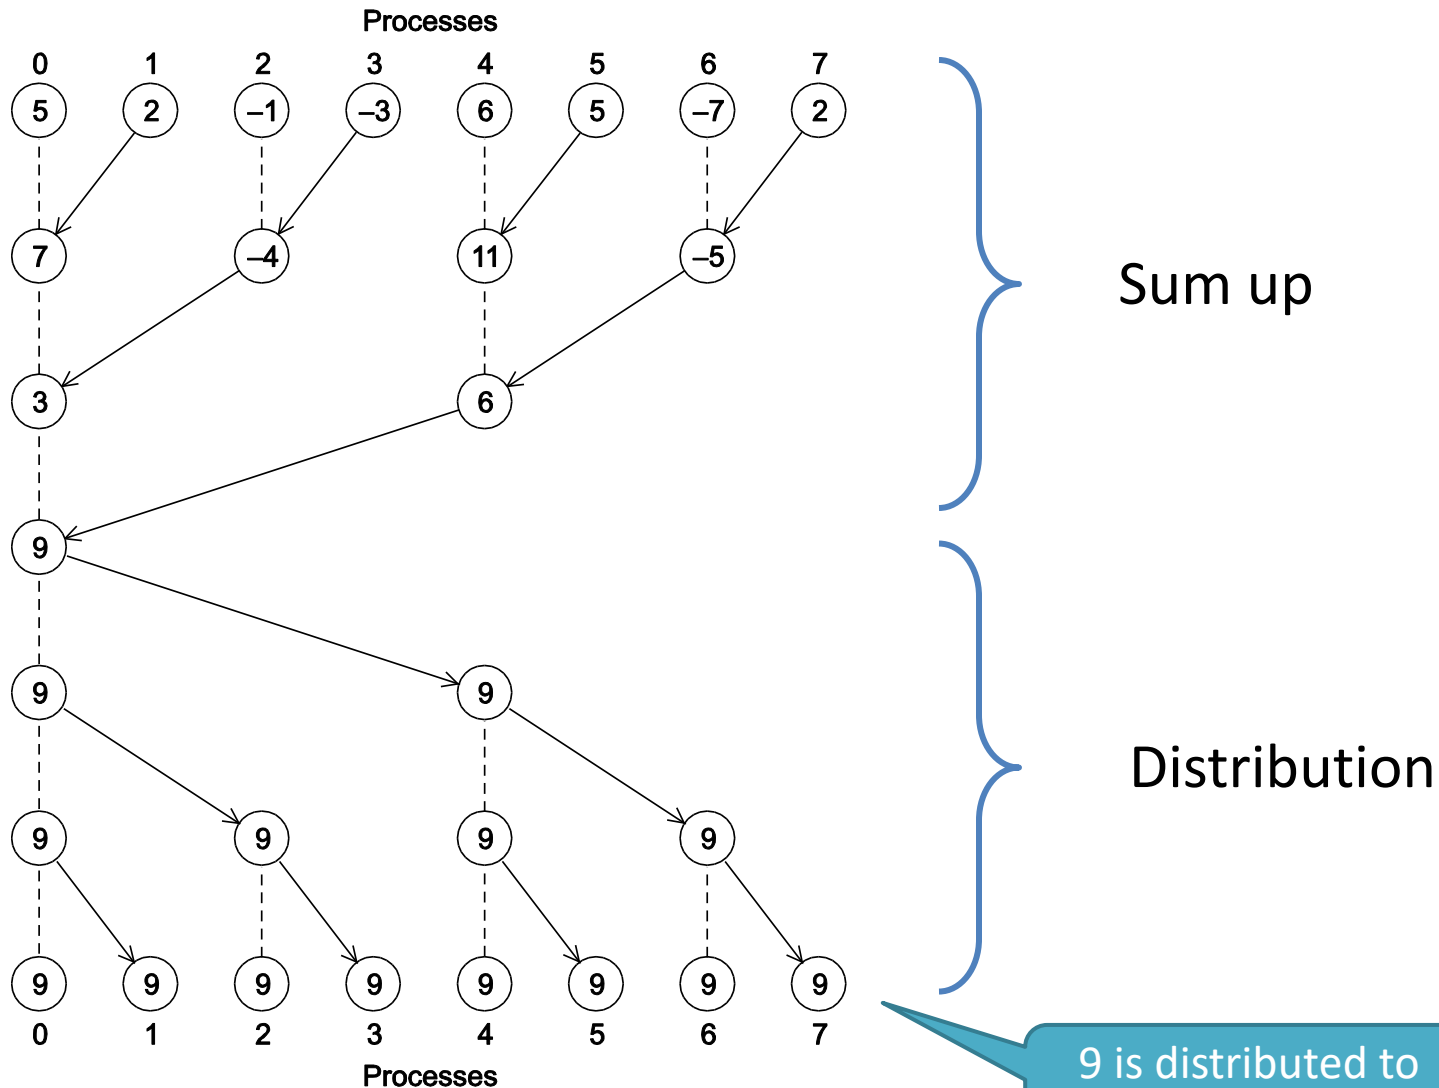 Processes
0 1 2 3 4 5 6 7
5 2 –1 –3 6 5 –7 2
7 –4 11 –5
Sum up
3 6
9
9 9
Distribution
9 9 9 9
9 9 9 9 9 9 9 9
0 1 2 3 4 5 6 7
9 is distributed to
Processes